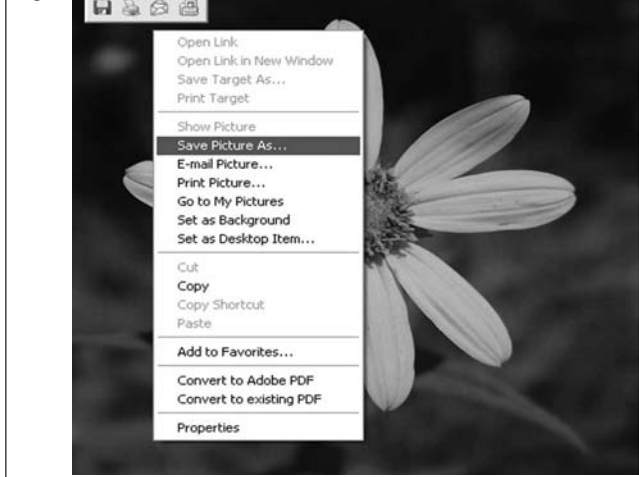 Open Link
Open Link in New Window
Save Target As...
Print Target
Show Picture
Save Picture As...
E-mail Picture...
Print Picture...
Go to My Pictures
Set as Background
Set as Desktop Item...
Cut
Copy
Copy Shortcut
Paste
Add to Favorites...
Convert to Adobe PDF
Convert to existing PDF
Properties